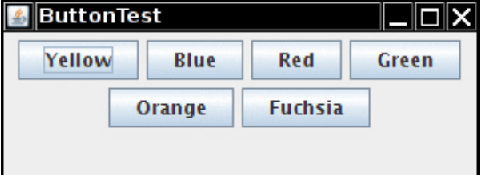 ButtonTest
Yellow Blue Red Green
Orange Fuchsia